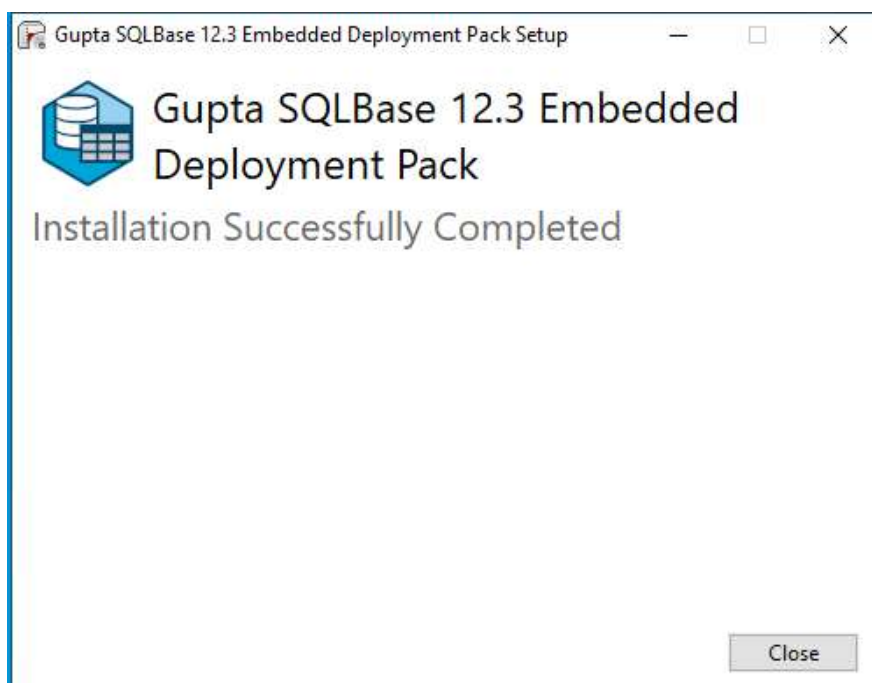 Gupta SQLBase 12.3 Embedded Deployment Pack Setup
Gupta SQLBase 12.3 Embedded
Deployment Pack
Installation Successfully Completed
Close